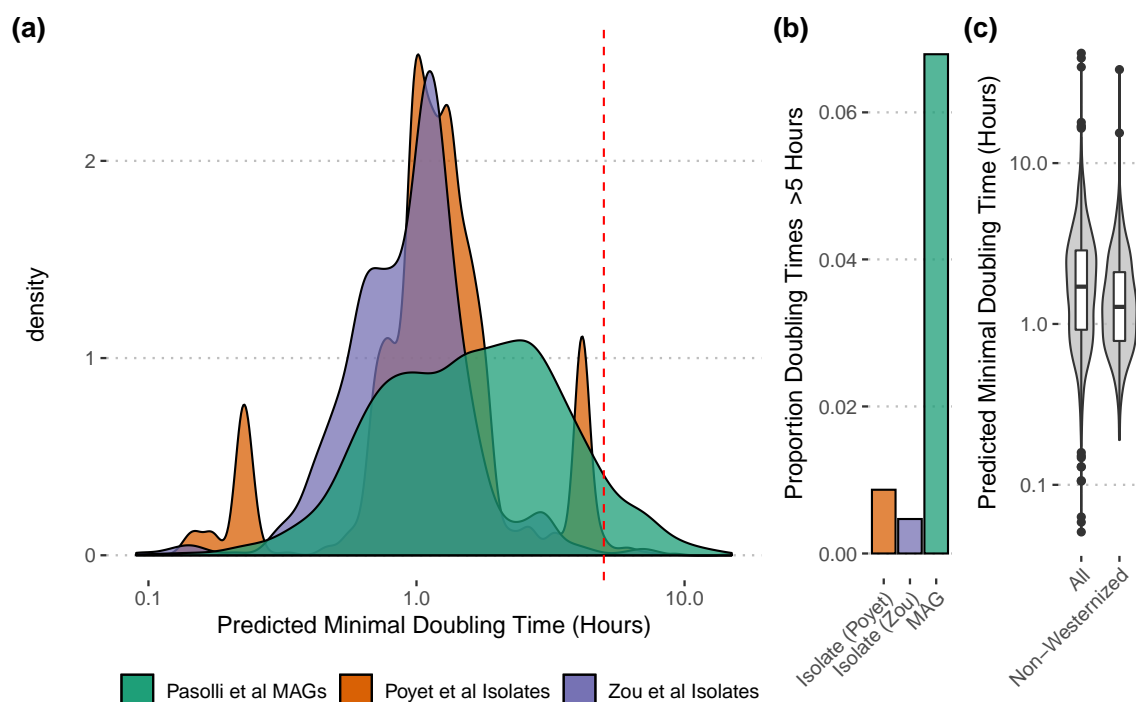 (a)
density
2
1
0
0.1 1.0 10.0
Predicted Minimal Doubling Time (Hours)
Pasolli et al MAGs Poyet et al Isolates Zou et al Isolates
(b)
Proportion Doubling Times >5 Hours
0.06
0.04
0.02
0.00
Isolate (Poyet)
Isolate (Zou)
MAG
(c)
Predicted Minimal Doubling Time (Hours)
10.0
1.0
0.1
All
Non−Westernized